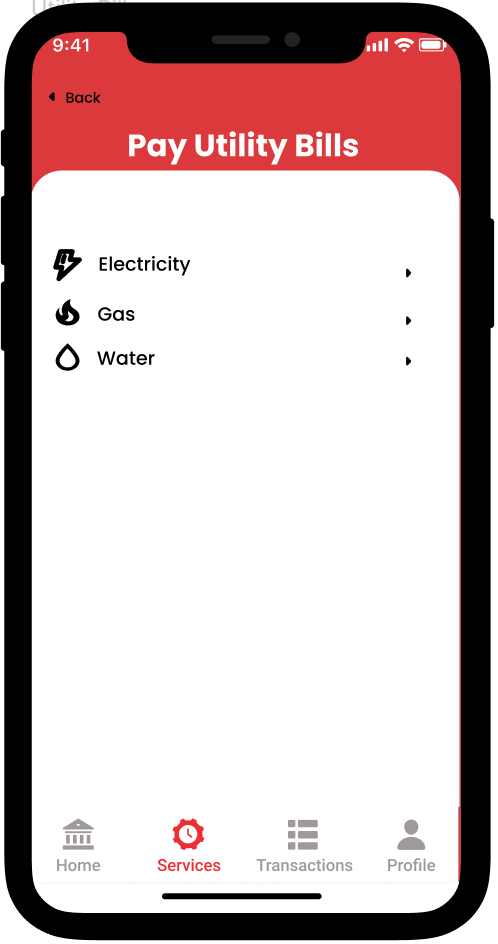 9:41
Back
Pay Utility Bills
Electricity
Gas
Water
Home Services Transactions Profile